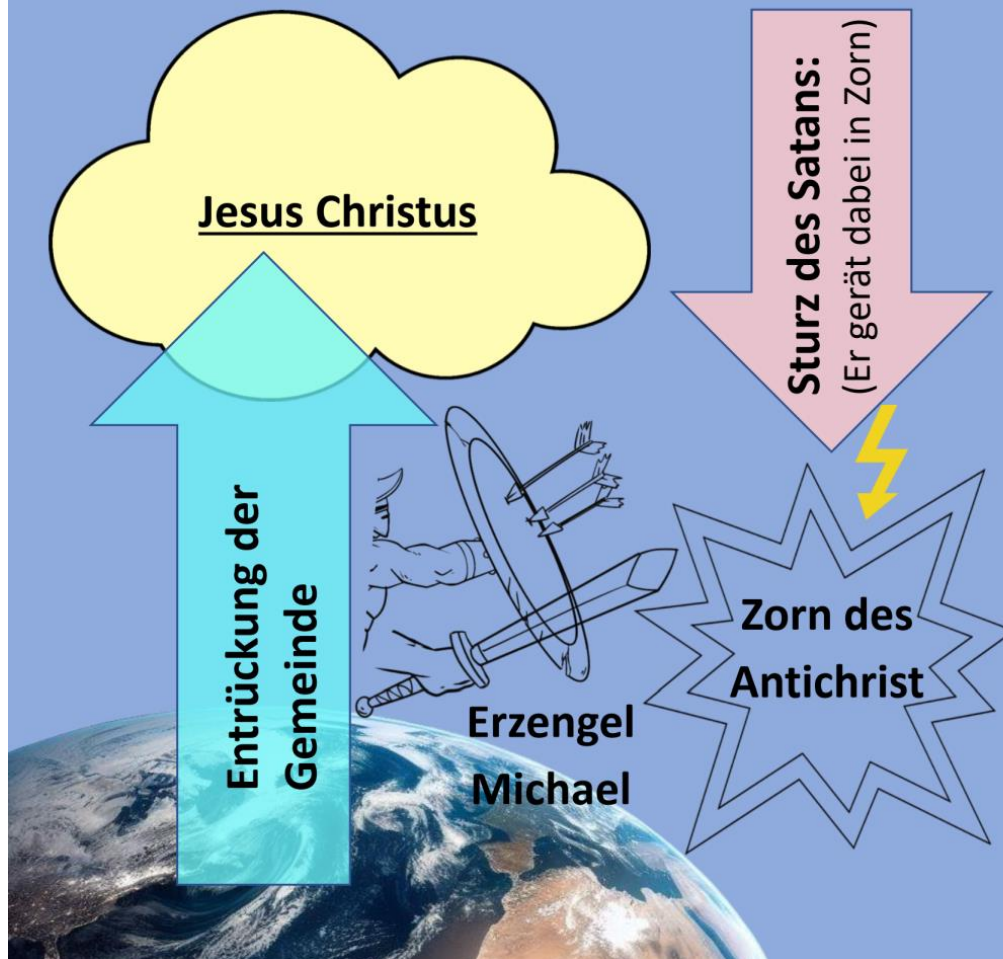 Jesus Christus
Sturz des Satans:
(Er gerät dabei in Zorn)
Entrückung der
Gemeinde
Zorn des
Antichrist
Erzengel
Michael